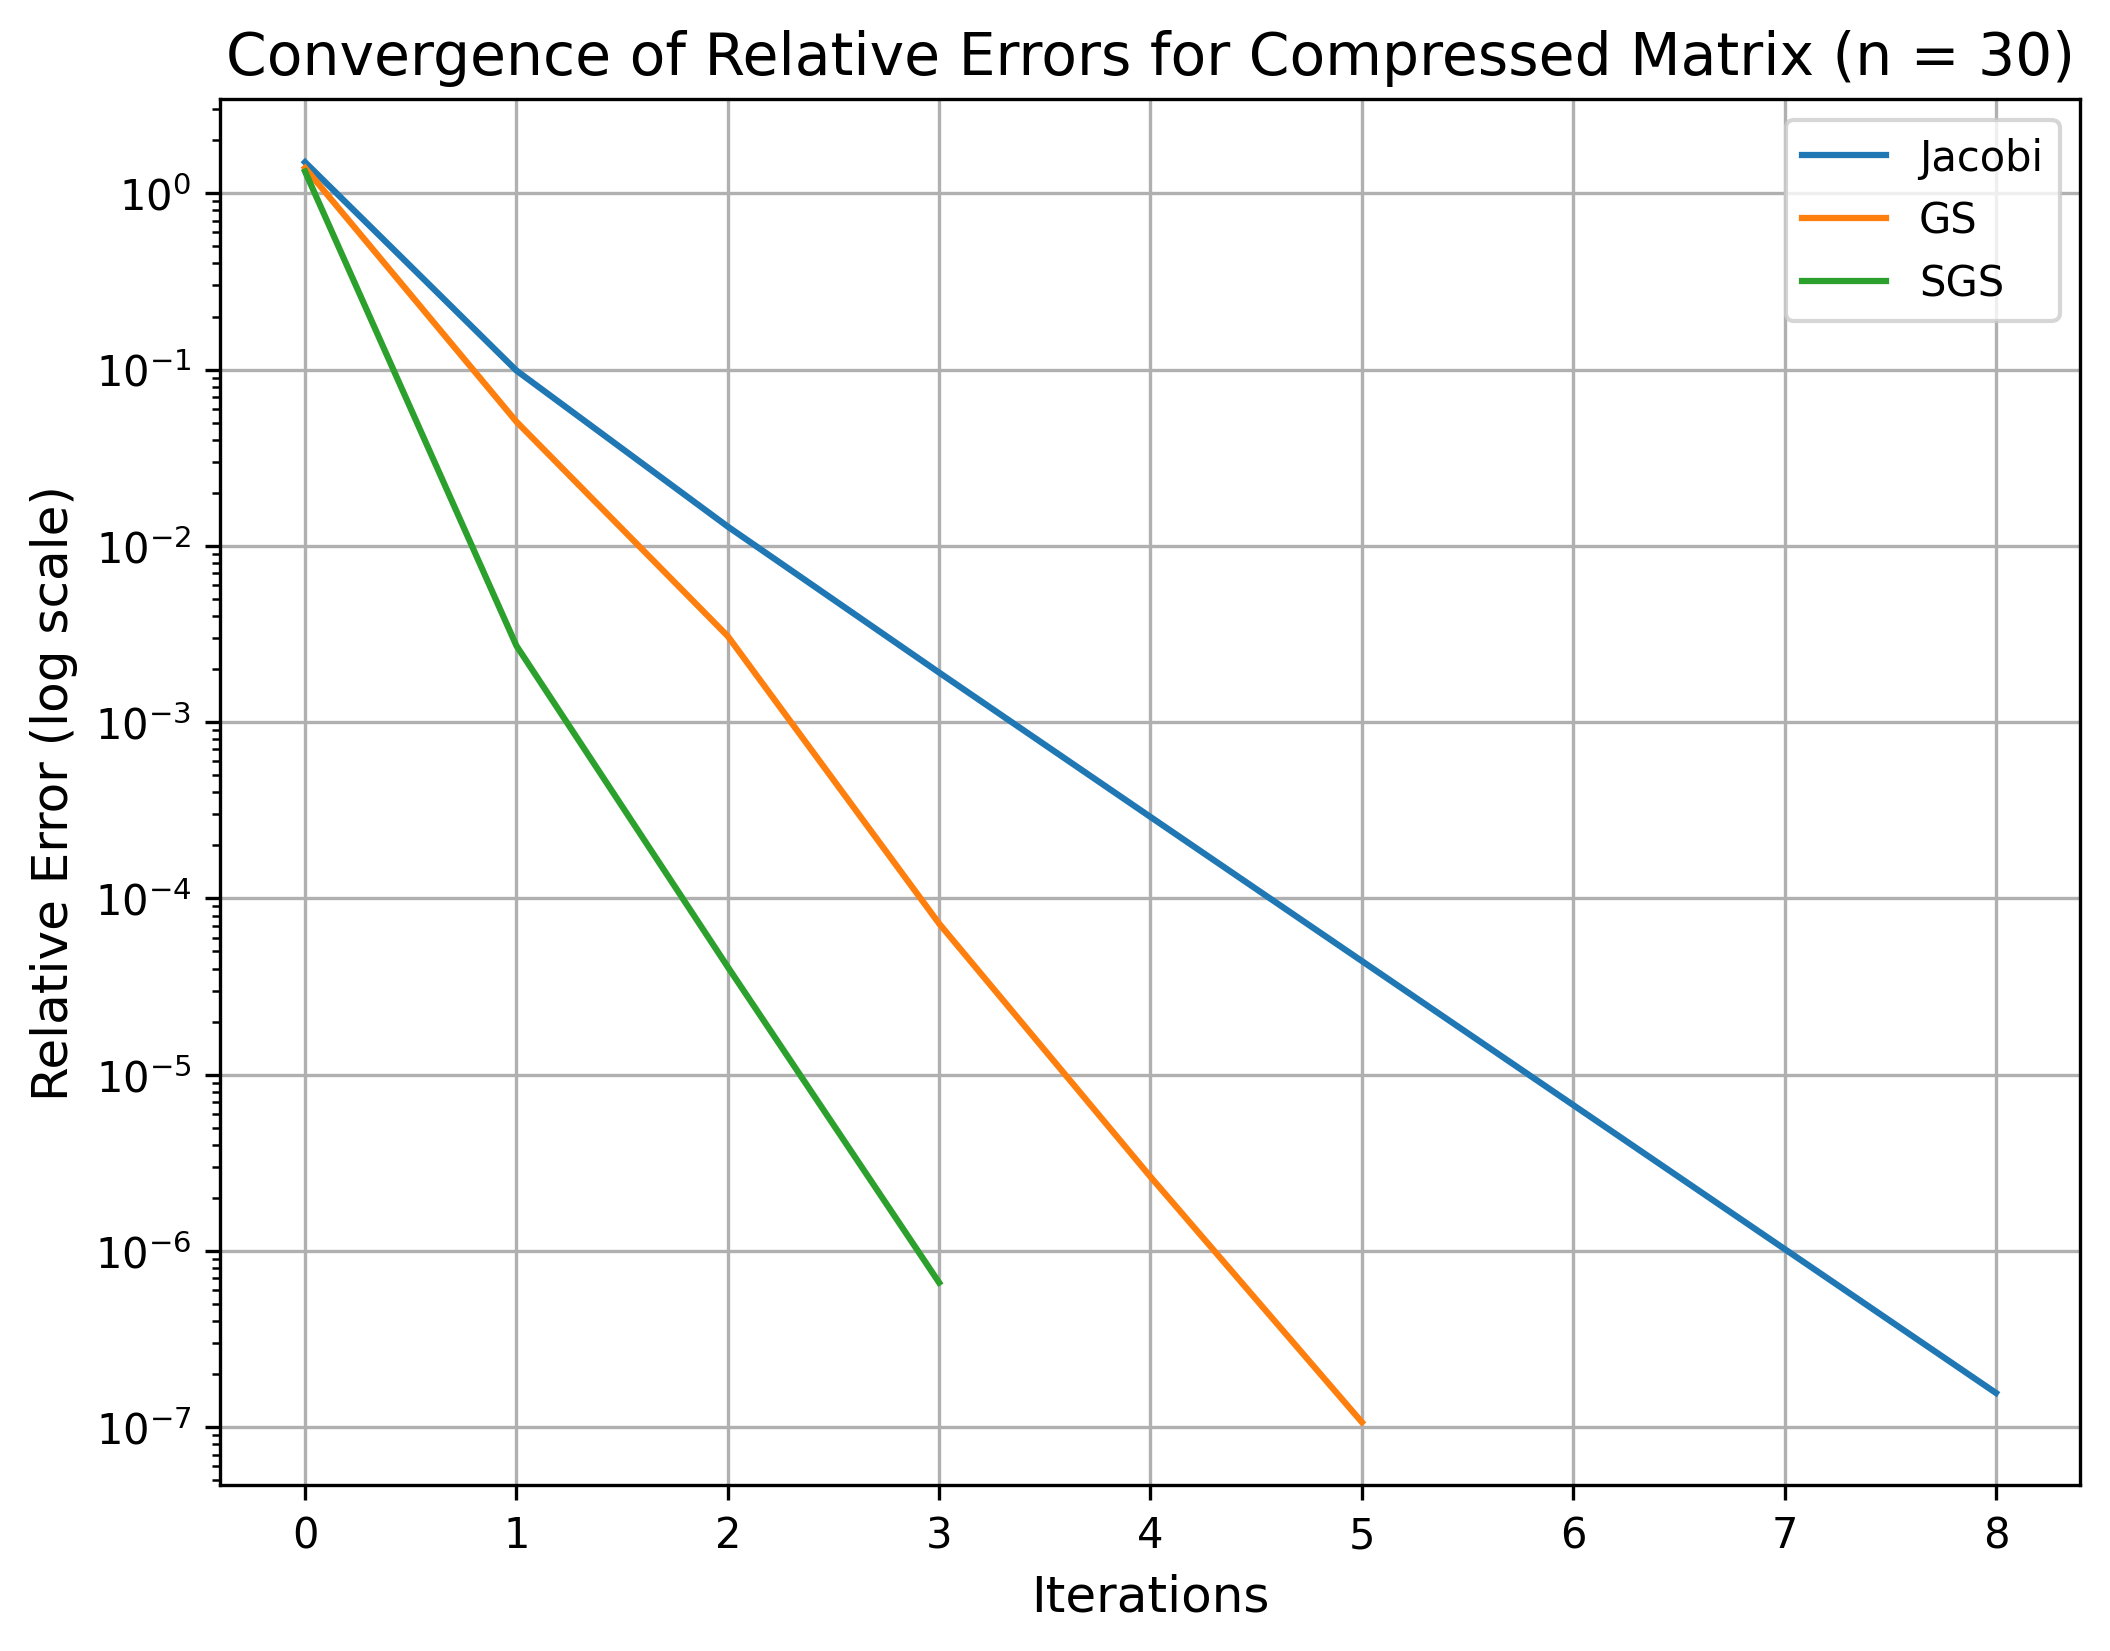 Convergence of Relative Errors for Compressed Matrix (n = 30)
Jacobi
GS
SGS
Relative Error (log scale)
10⁰
10⁻¹
10⁻²
10⁻³
10⁻⁴
10⁻⁵
10⁻⁶
10⁻⁷
0 1 2 3 4 5 6 7 8
Iterations